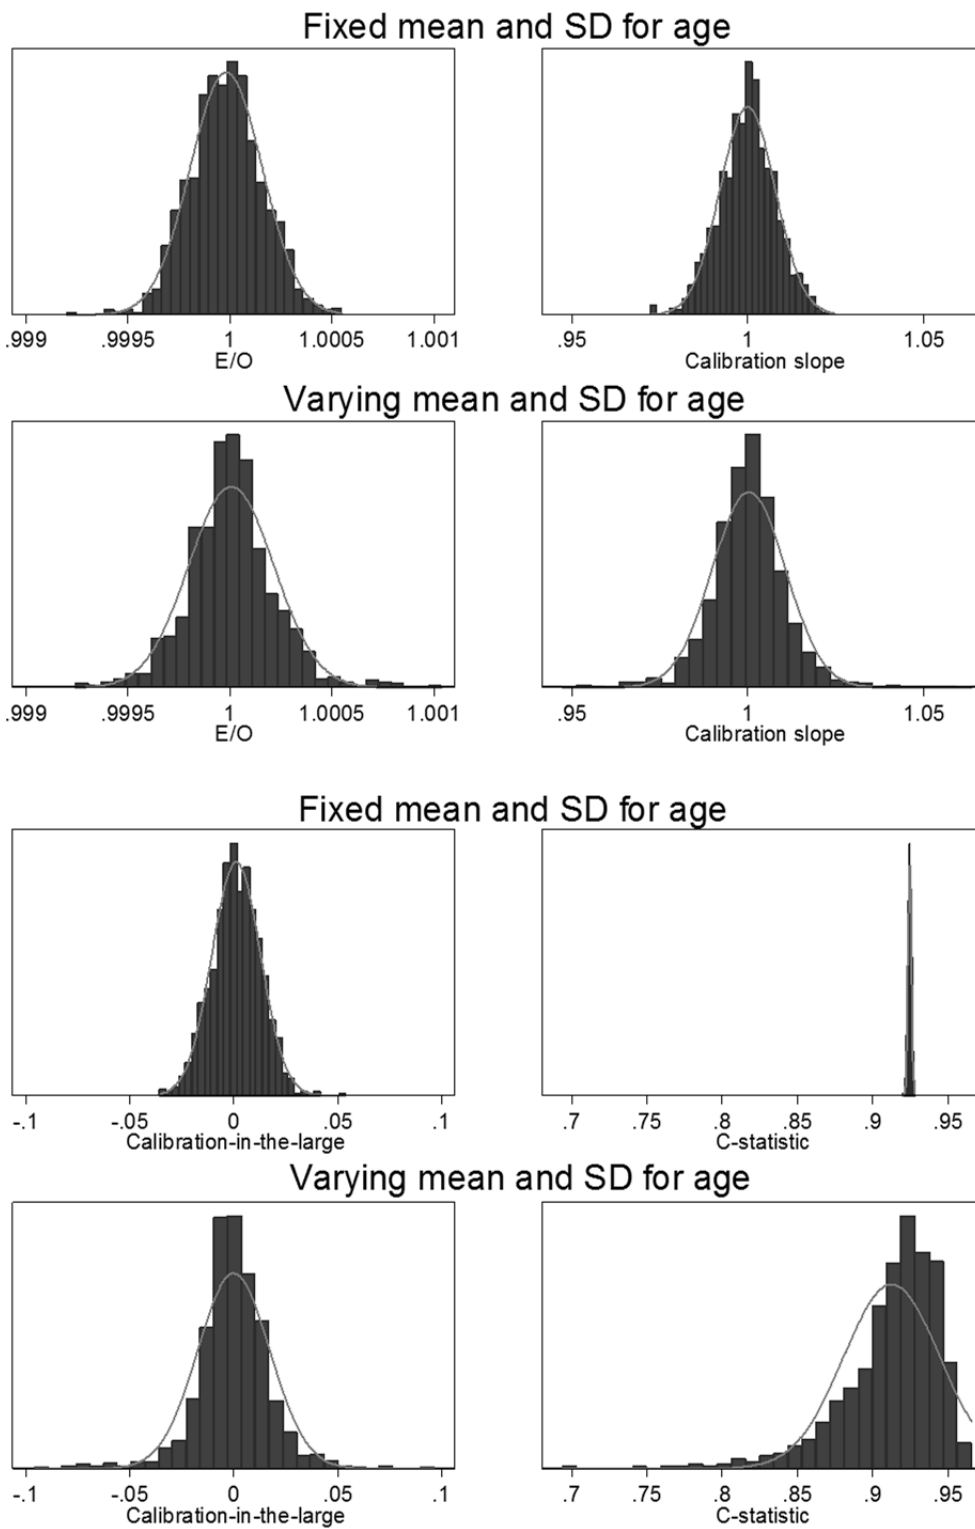 Fixed mean and SD for age
.999 .9995 1 1.0005 1.001
E/O
.95 1 1.05
Calibration slope
Varying mean and SD for age
.999 .9995 1 1.0005 1.001
E/O
.95 1 1.05
Calibration slope
Fixed mean and SD for age
-.1 -.05 0 .05 .1
Calibration-in-the-large
.7 .75 .8 .85 .9 .95
C-statistic
Varying mean and SD for age
-.1 -.05 0 .05 .1
Calibration-in-the-large
.7 .75 .8 .85 .9 .95
C-statistic